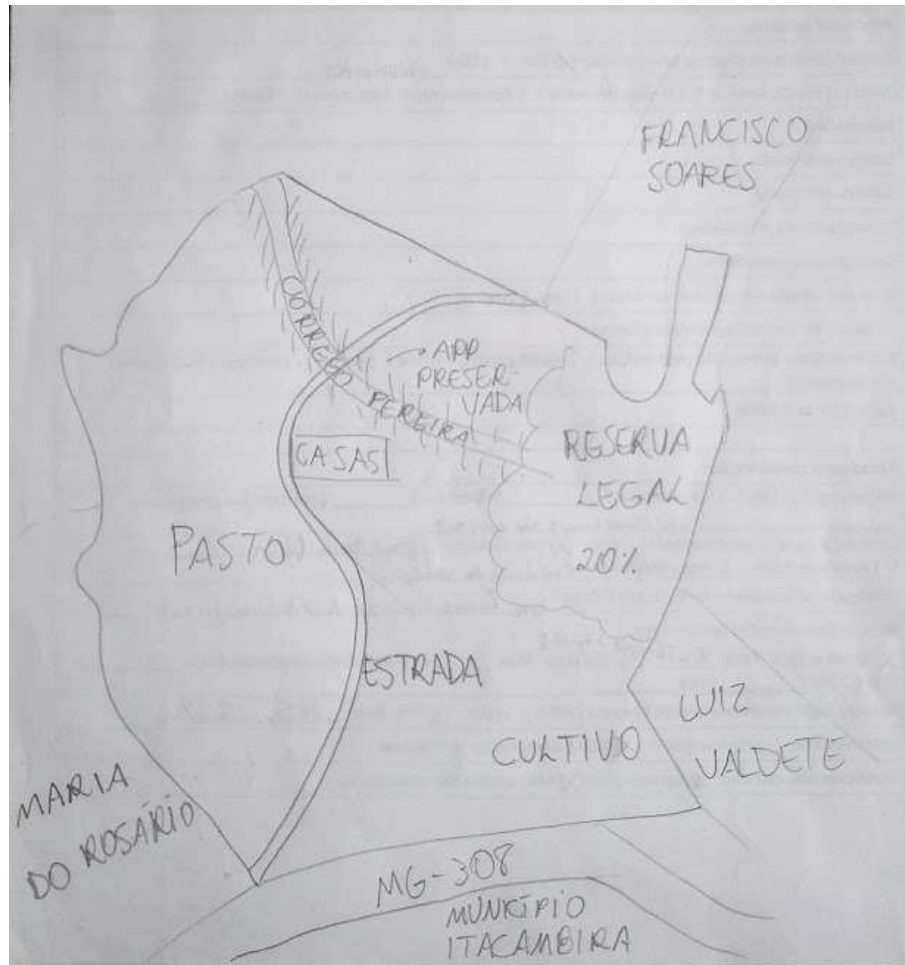 FRANCISCO
SOARES
CORREGO
PEREIRA
→ APP
PRESER-
VADA
RESERVA
LEGAL
20%
CASAS
PASTO
ESTRADA
CULTIVO
LUIZ
VALDETE
MARIA
DO ROSÁRIO
MG-308
MUNICÍPIO
ITACAMBIRA